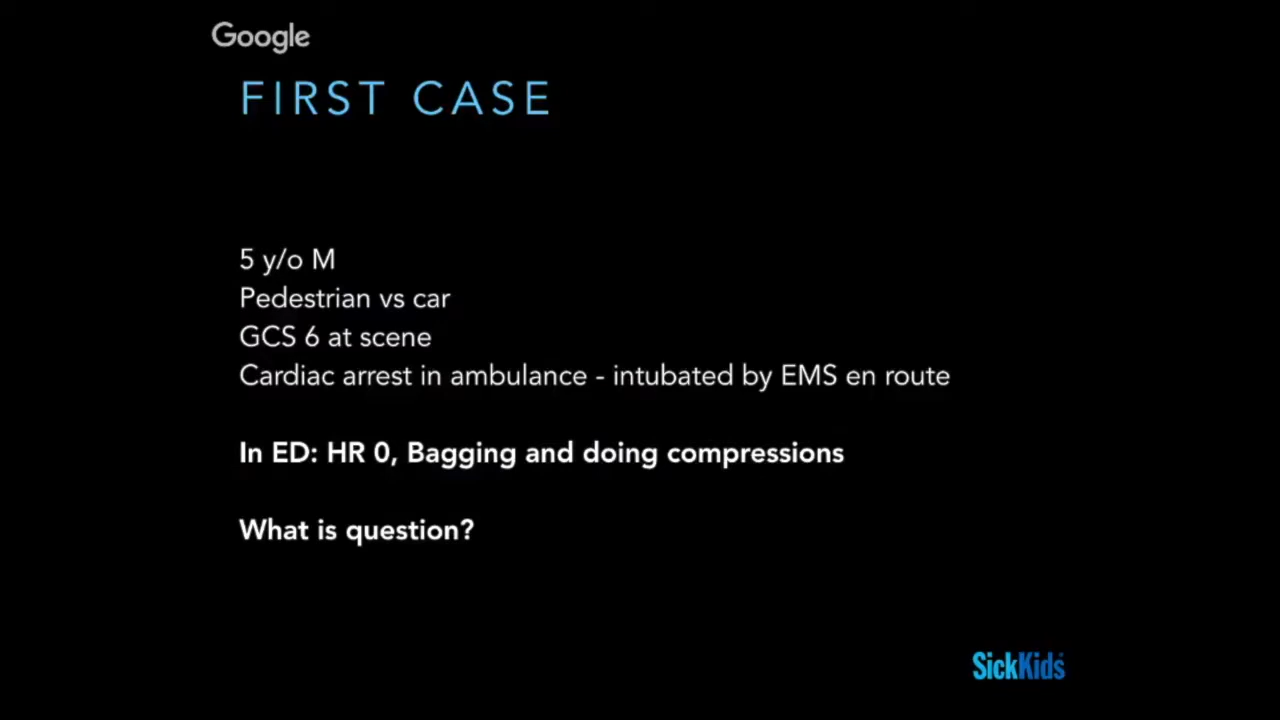 Google
FIRST CASE
5 y/o M
Pedestrian vs car
GCS 6 at scene
Cardiac arrest in ambulance - intubated by EMS en route
In ED: HR 0, Bagging and doing compressions
What is question?
SickKids